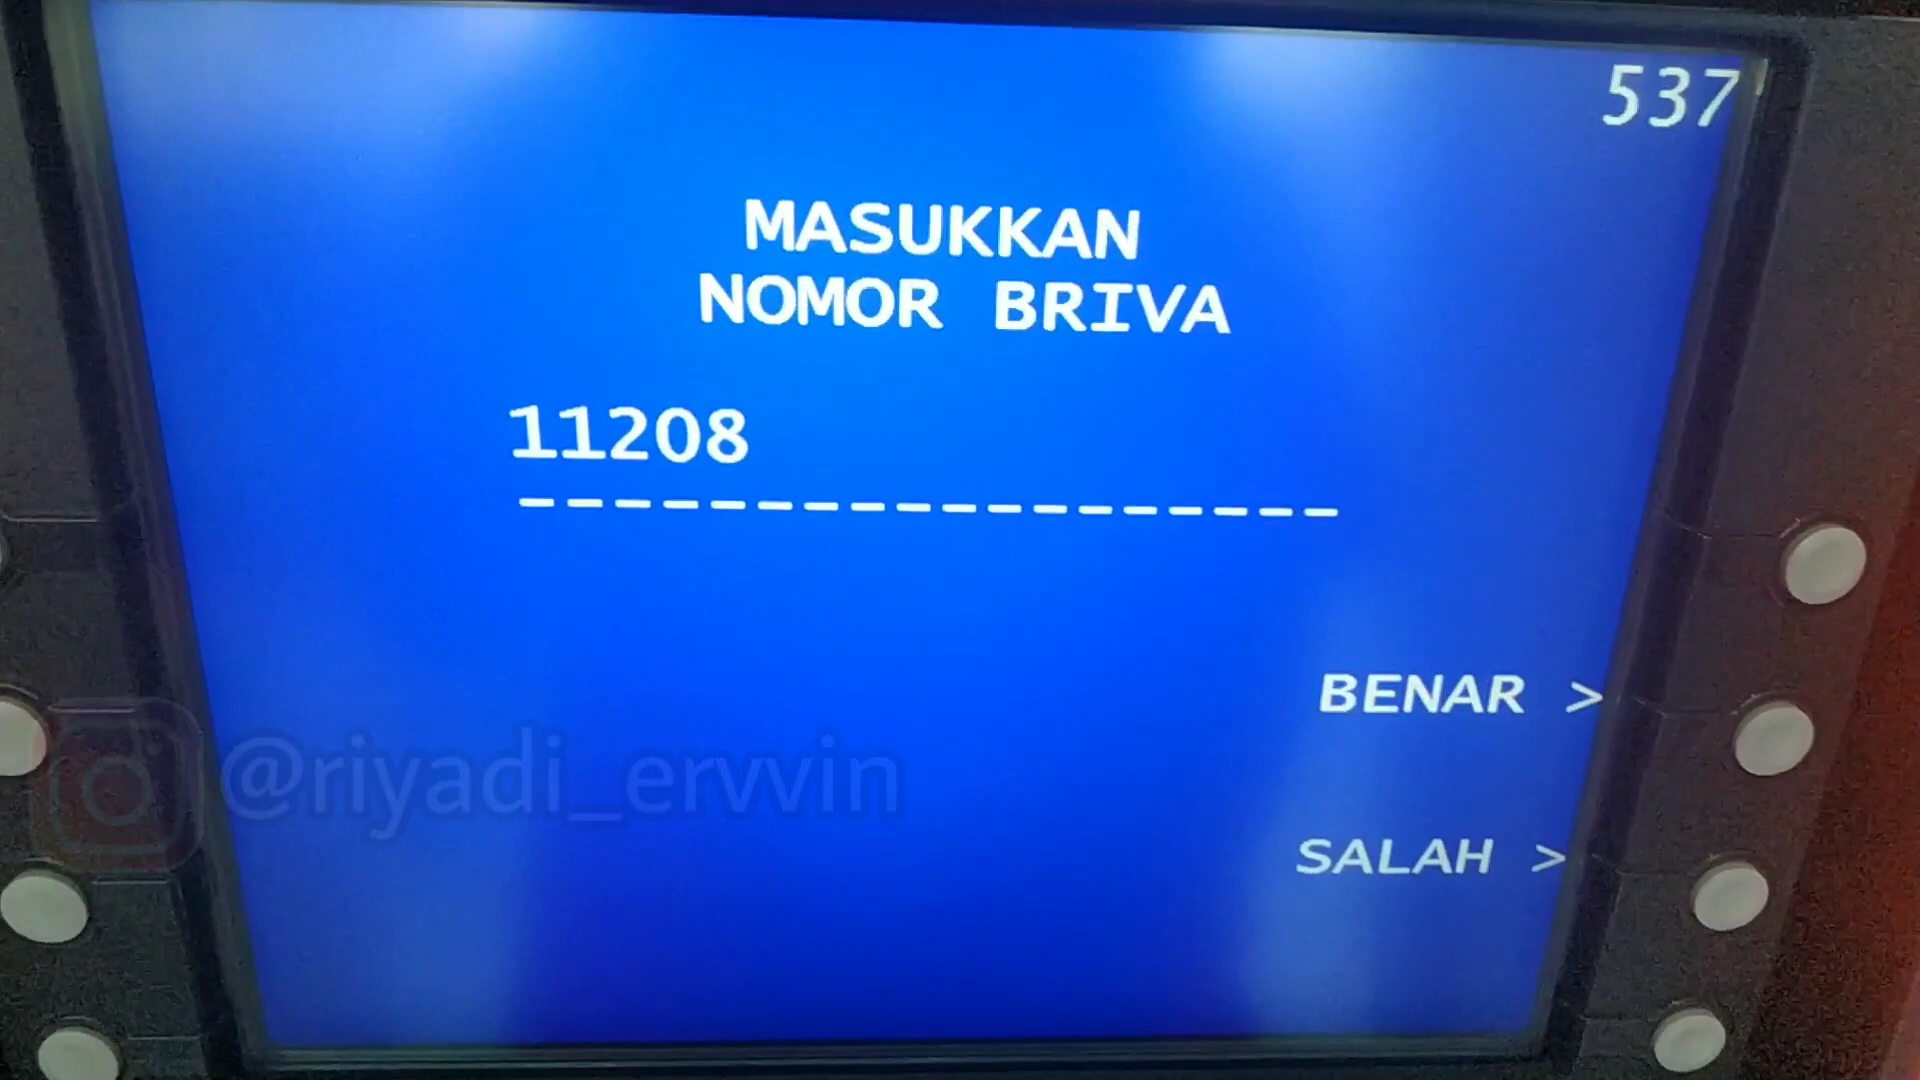 537
MASUKKAN
NOMOR BRIVA
11208
------------------
BENAR >
@riyadi_ervvin
SALAH >